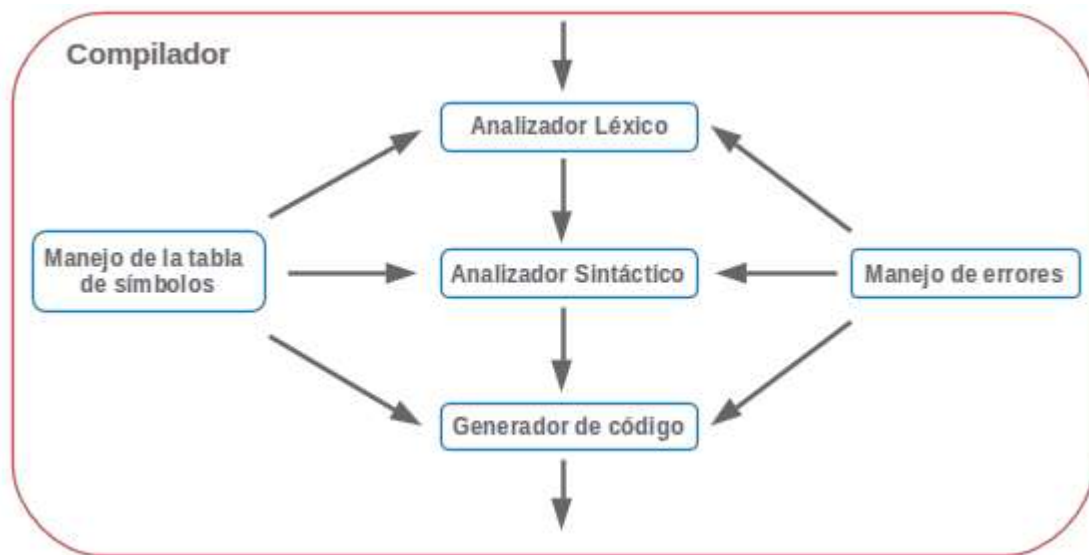 Compilador
Analizador Léxico
Manejo de la tabla
de símbolos
Analizador Sintáctico
Manejo de errores
Generador de código